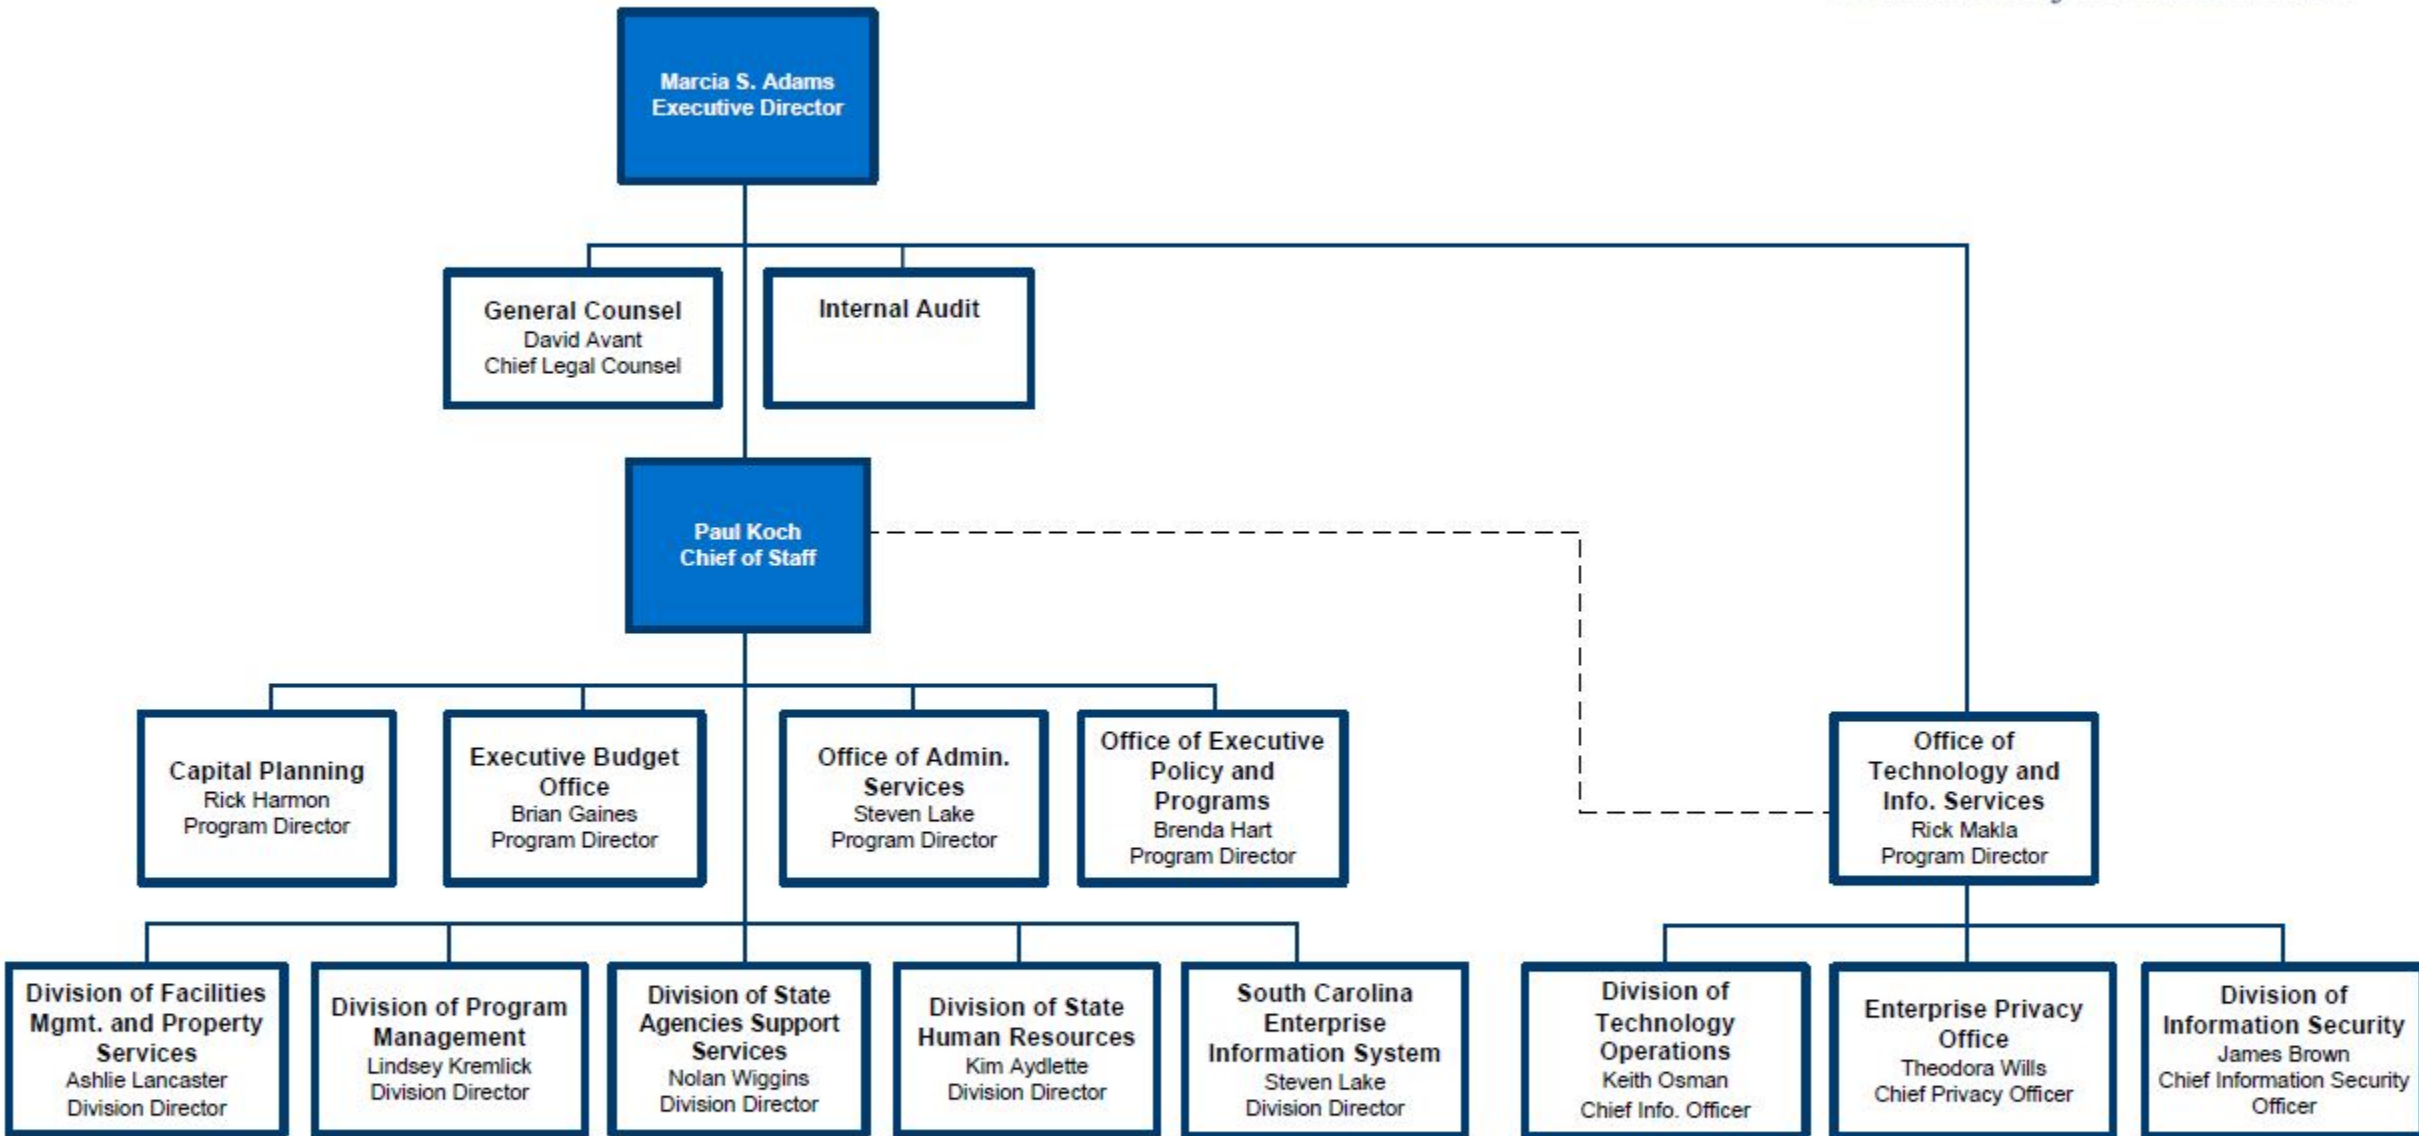 Marcia S. Adams
Executive Director
General Counsel
David Avant
Chief Legal Counsel
Internal Audit
Paul Koch
Chief of Staff
Capital Planning
Rick Harmon
Program Director
Executive Budget
Office
Brian Gaines
Program Director
Office of Admin.
Services
Steven Lake
Program Director
Office of Executive
Policy and
Programs
Brenda Hart
Program Director
Office of
Technology and
Info. Services
Rick Makla
Program Director
Division of Facilities
Mgmt. and Property
Services
Ashlie Lancaster
Division Director
Division of Program
Management
Lindsey Kremlick
Division Director
Division of State
Agencies Support
Services
Nolan Wiggins
Division Director
Division of State
Human Resources
Kim Aydlette
Division Director
South Carolina
Enterprise
Information System
Steven Lake
Division Director
Division of
Technology
Operations
Keith Osman
Chief Info. Officer
Enterprise Privacy
Office
Theodora Wills
Chief Privacy Officer
Division of
Information Security
James Brown
Chief Information Security
Officer